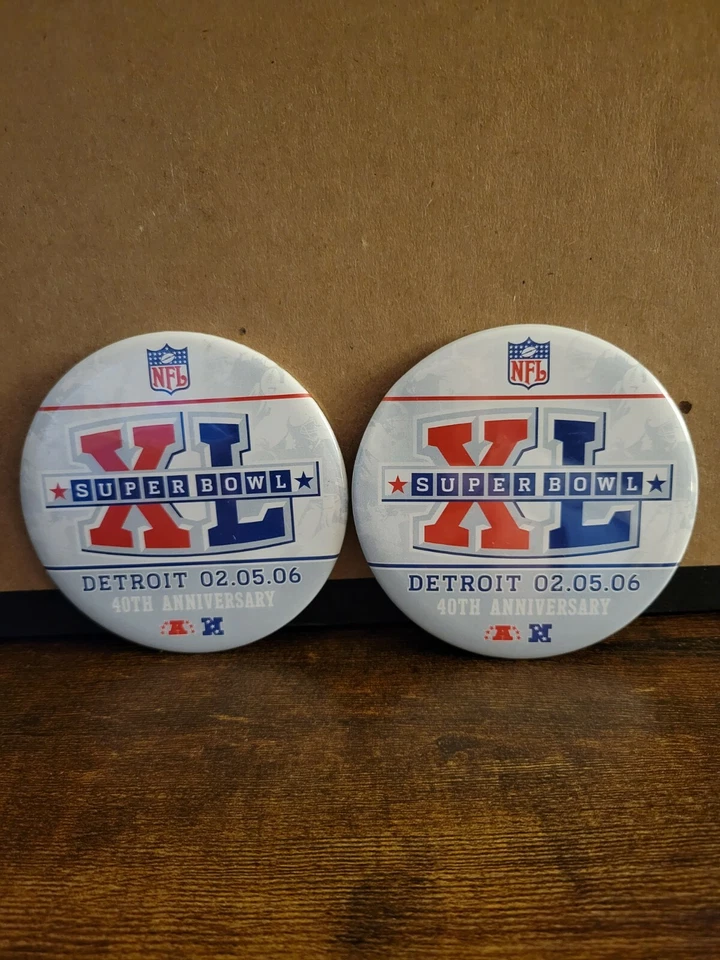 NFL
XL
SUPER BOWL
DETROIT 02.05.06
40TH ANNIVERSARY
A N
NFL
XL
SUPER BOWL
DETROIT 02.05.06
40TH ANNIVERSARY
A N